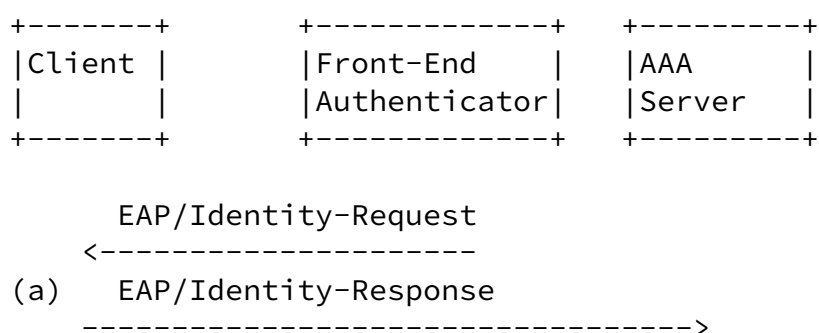 +-------+         +-------------+    +---------+
|Client |         |Front-End    |    |AAA      |
|       |         |Authenticator|    |Server   |
+-------+         +-------------+    +---------+
EAP/Identity-Request
<---------------------
(a) EAP/Identity-Response
---------------------------------->